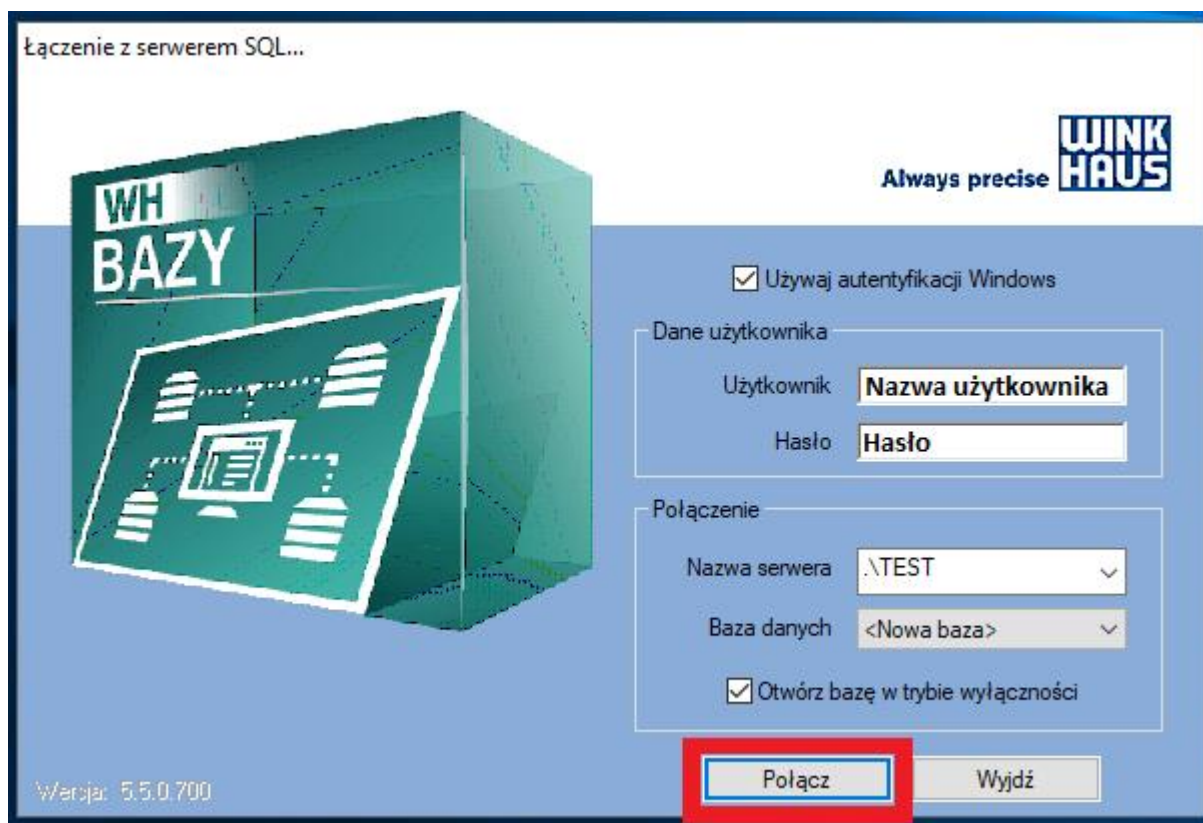 Łączenie z serwerem SQL...
WINK
HAUS
Always precise
WH
BAZY
Używaj autentyfikacji Windows
Dane użytkownika
Użytkownik Nazwa użytkownika
Hasło Hasło
Połączenie
Nazwa serwera .\TEST
Baza danych <Nowa baza>
Otwórz bazę w trybie wyłączności
Połącz Wyjdź
Wersja: 5.5.0.700